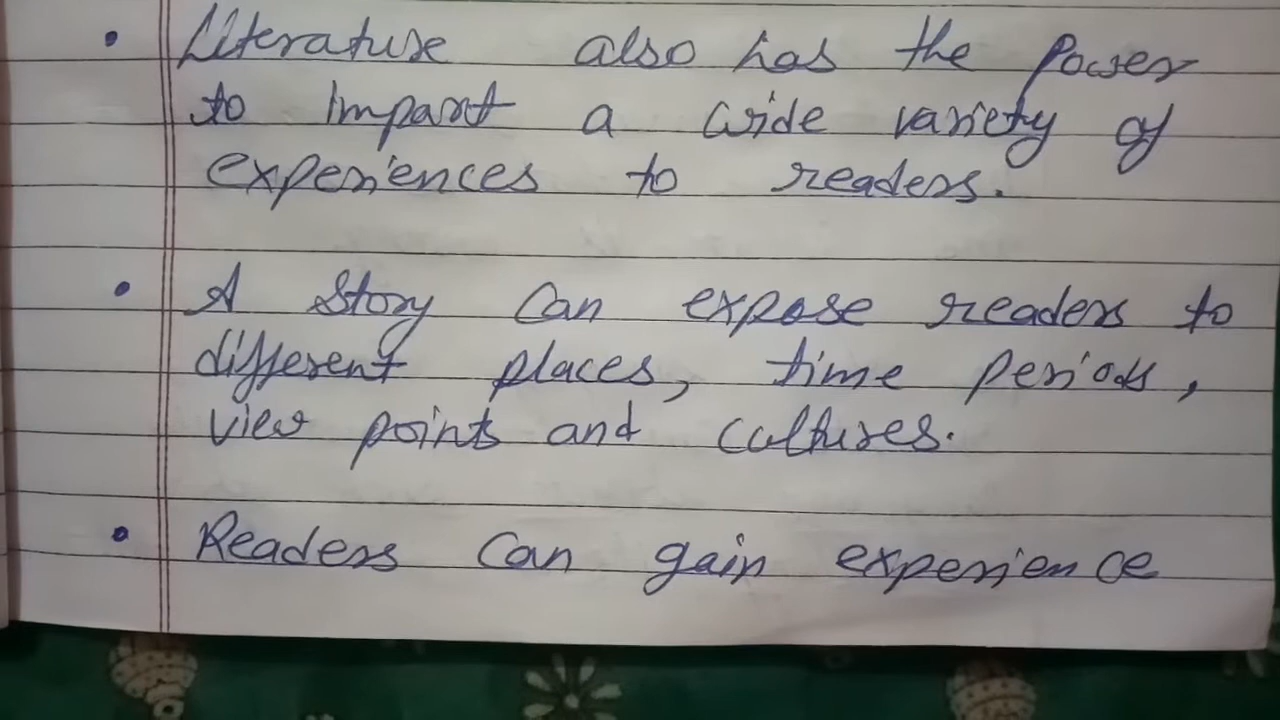 • Literature also has the Power
to Impart a wide variety of
experiences to readers.
• A Story Can expose readers to
different places, time periods,
view points and cultures.
• Readers Can gain experience